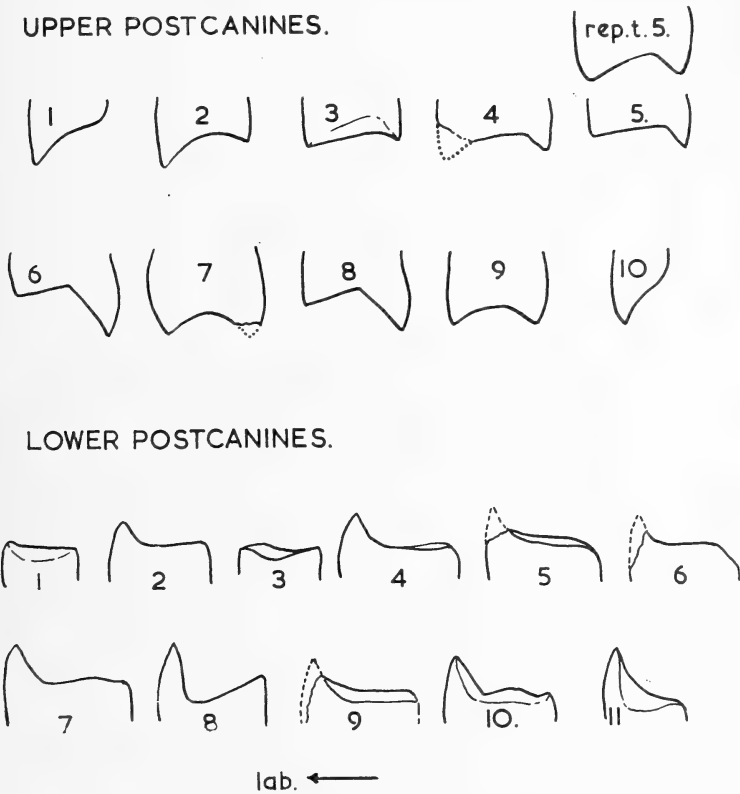 UPPER POSTCANINES.
rep.t.5.
1 2 3 4 5.
6 7 8 9 10
LOWER POSTCANINES.
1 2 3 4 5 6
7 8 9 10. 11
lab.